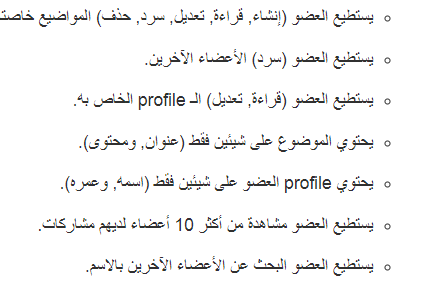 يستطيع العضو (إنشاء, قراءة, تعديل, سرد, حذف) المواضيع
يستطيع العضو (سرد) الأعضاء الآخرين.
يستطيع العضو (قراءة, تعديل) الـ profile الخاص به.
يحتوي الموضوع على شيئين فقط (عنوان, ومحتوى).
يحتوي profile العضو على شيئين فقط (اسمه, وعمره).
يستطيع العضو مشاهدة من أكثر 10 أعضاء لديهم مشاركات.
يستطيع العضو البحث عن الأعضاء الآخرين بالاسم.